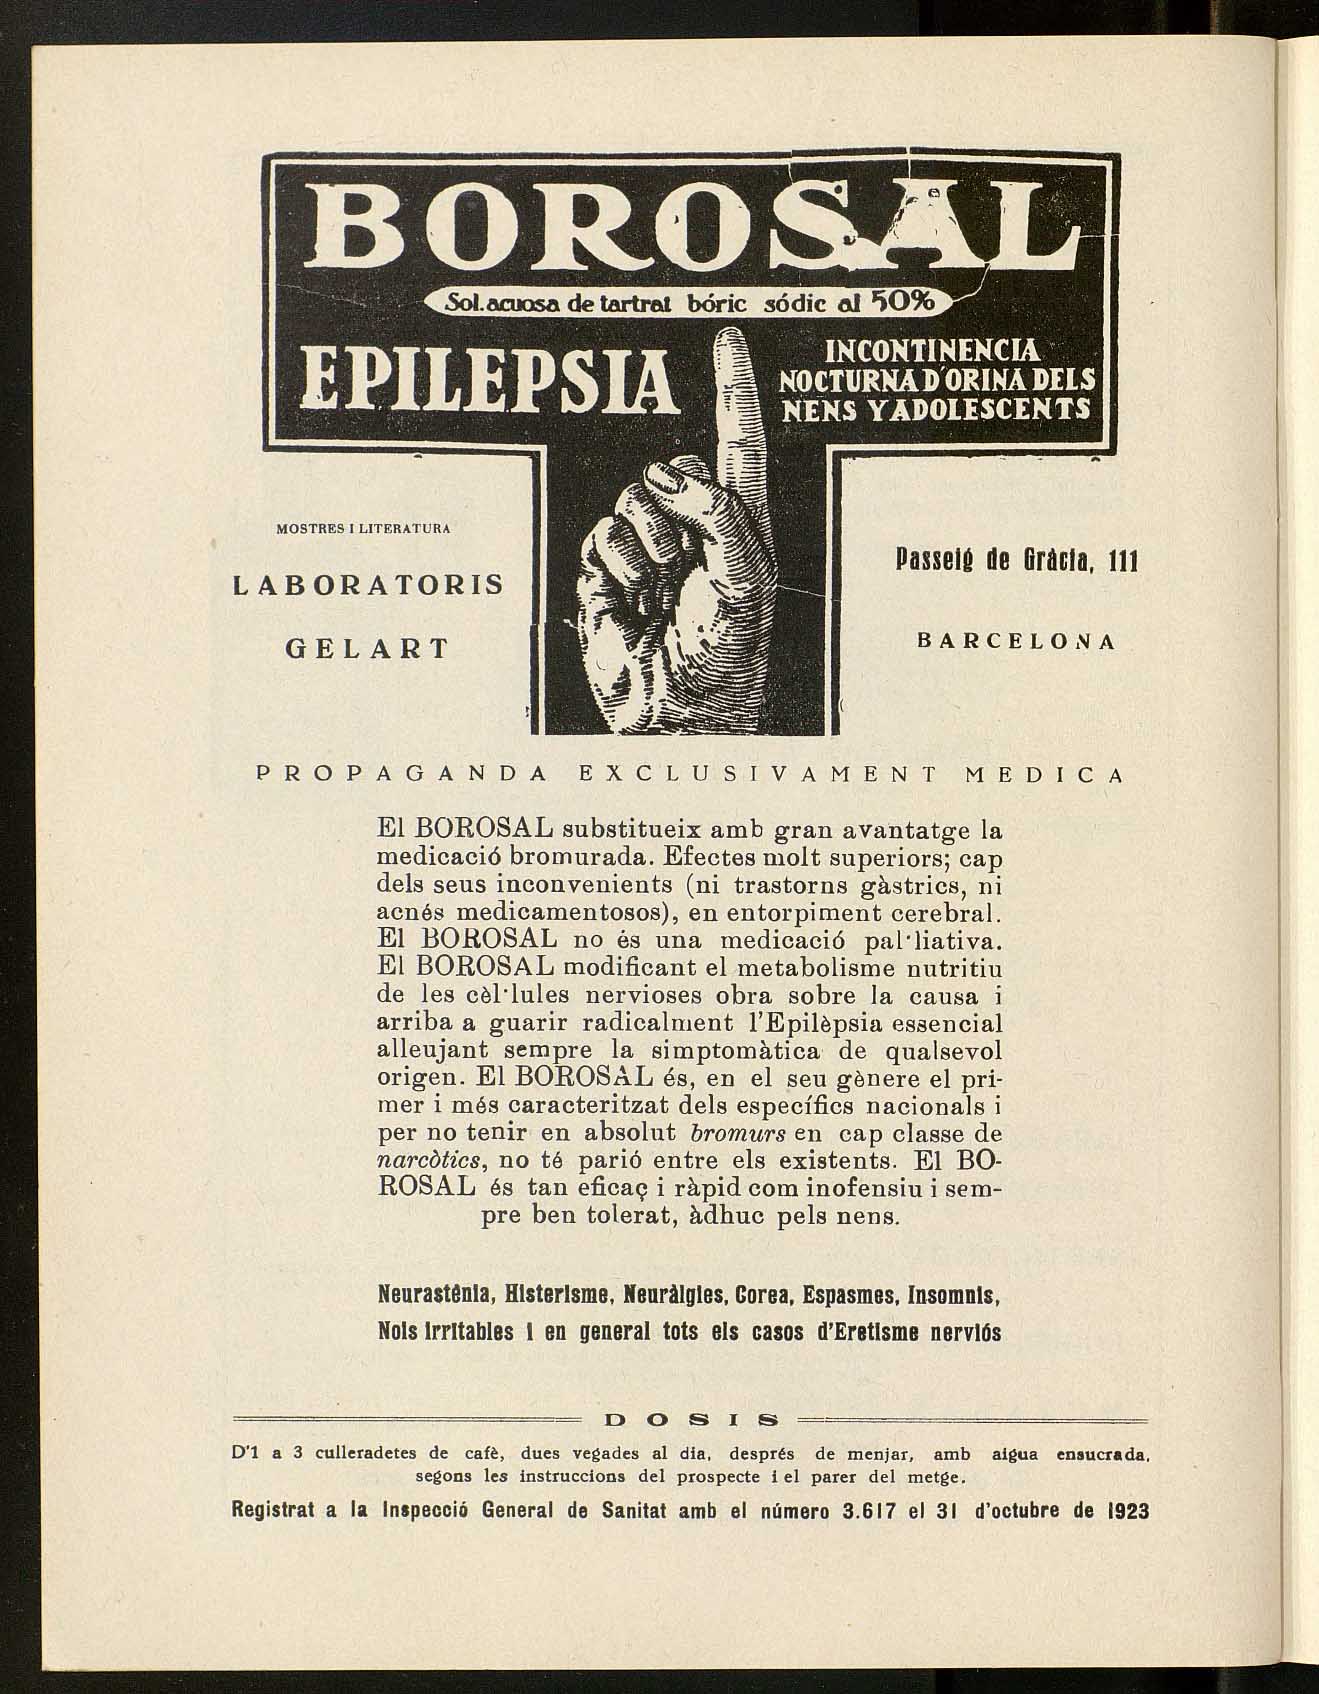 BOROSAL
Sol. acuosa de tartrat bóric sódic al 50%
EPILEPSIA
INCONTINENCIA
NOCTURNA D'ORINA DELS
NENS Y ADOLESCENTS
MOSTRES I LITERATURA
LABORATORIS
GELART
Passeig de Gràcia, 111
BARCELONA
PROPAGANDA EXCLUSIVAMENT MEDICA
El BOROSAL substitueix amb gran avantatge la
medicació bromurada. Efectes molt superiors; cap
dels seus inconvenients (ni trastorns gàstrics, ni
acnés medicamentosos), en entorpiment cerebral.
El BOROSAL no és una medicació pal·liativa.
El BOROSAL modificant el metabolisme nutritiu
de les cèl·lules nervioses obra sobre la causa i
arriba a guarir radicalment l'Epilèpsia essencial
alleujant sempre la simptomàtica de qualsevol
origen. El BOROSAL és, en el seu gènere el pri-
mer i més caracteritzat dels específics nacionals i
per no tenir en absolut bromurs en cap classe de
narcòtics, no té parió entre els existents. El BO-
ROSAL és tan eficaç i ràpid com inofensiu i sem-
pre ben tolerat, àdhuc pels nens.
Neurastênia, Histerisme, Neuràlgies, Corea, Espasmes, Insomnis,
Nois irritables i en general tots els casos d'Eretisme nerviós
DOSIS
D'1 a 3 culleradetes de cafè, dues vegades al dia, després de menjar, amb aigua ensucrada,
segons les instruccions del prospecte i el parer del metge.
Registrat a la Inspecció General de Sanitat amb el número 3.617 el 31 d'octubre de 1923